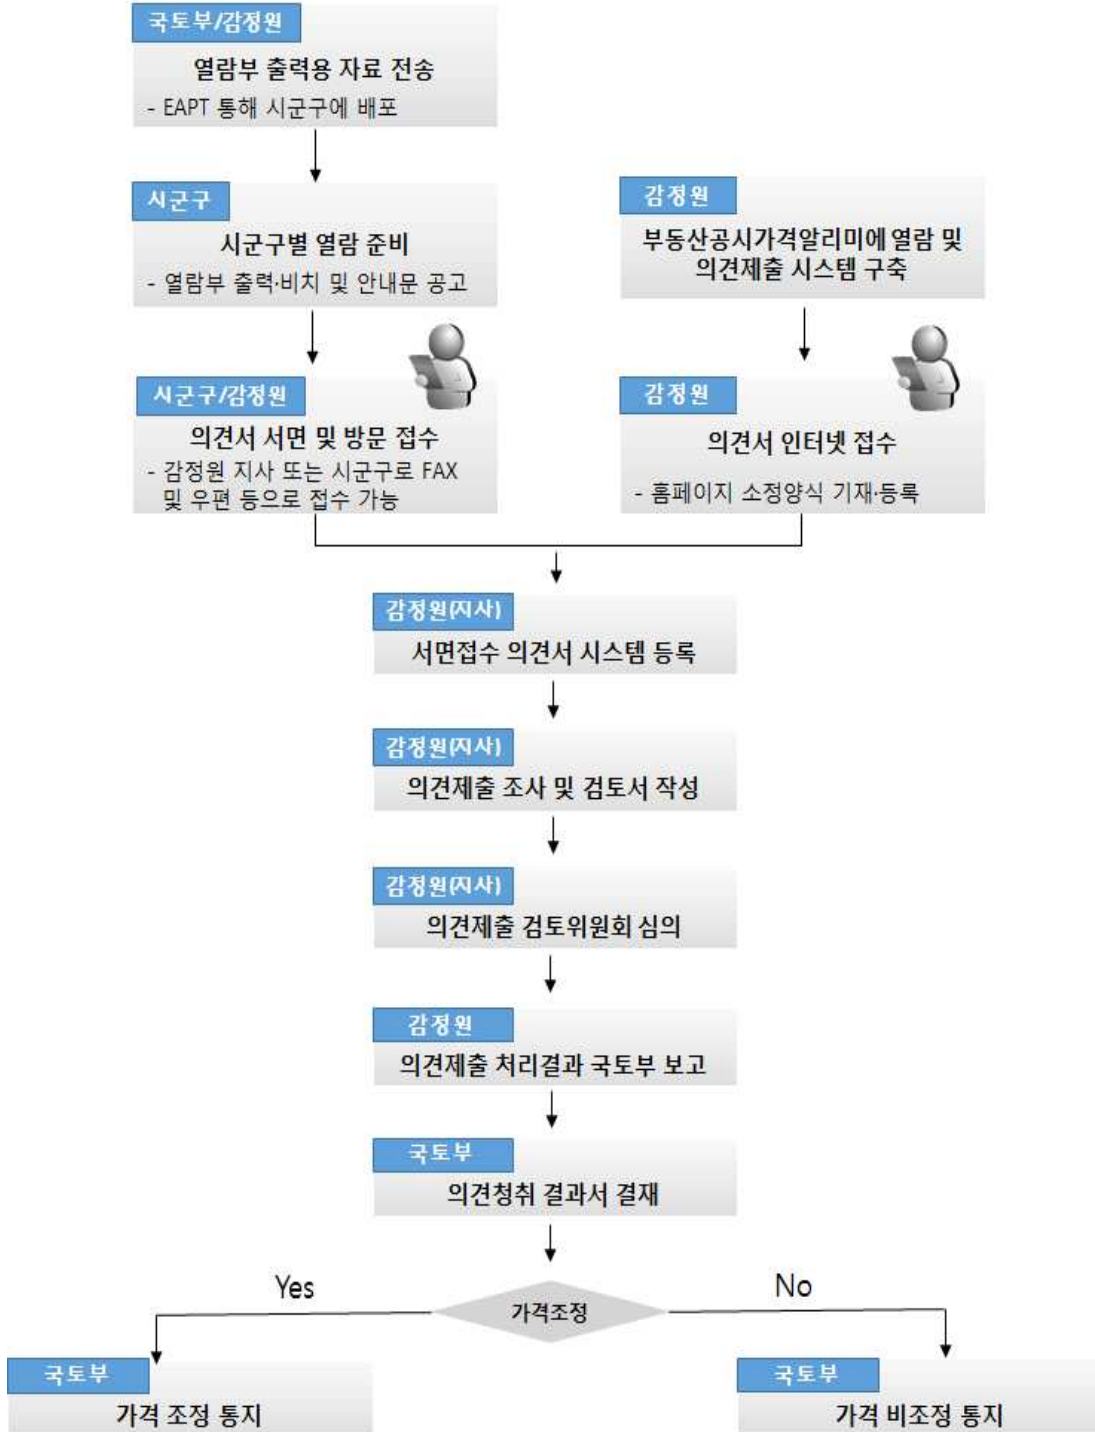 국토부/감정원
열람부 출력용 자료 전송
- EAPT 통해 시군구에 배포
시군구
시군구별 열람 준비
- 열람부 출력·비치 및 안내문 공고
감정원
부동산공시가격알리미에 열람 및
의견제출 시스템 구축
시군구/감정원
의견서 서면 및 방문 접수
- 감정원 지사 또는 시군구로 FAX
및 우편 등으로 접수 가능
감정원
의견서 인터넷 접수
- 홈페이지 소정양식 기재·등록
감정원(지사)
서면접수 의견서 시스템 등록
감정원(지사)
의견제출 조사 및 검토서 작성
감정원(지사)
의견제출 검토위원회 심의
감정원
의견제출 처리결과 국토부 보고
국토부
의견청취 결과서 결재
Yes
가격조정
No
국토부
가격 조정 통지
국토부
가격 비조정 통지